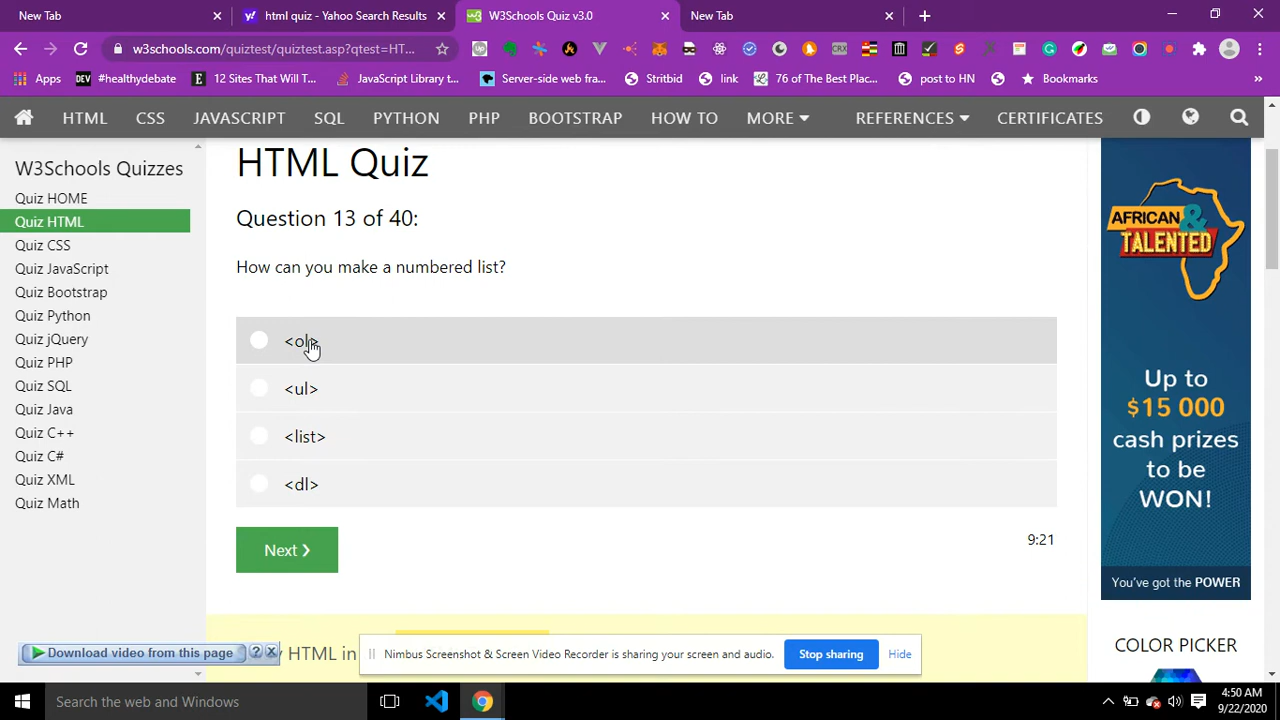 New Tab
html quiz - Yahoo Search Results
W3Schools Quiz v3.0
New Tab
w3schools.com/quiztest/quiztest.asp?qtest=HT...
Apps
DEV
#healthydebate
12 Sites That Will T...
JavaScript Library t...
Server-side web fra...
Stritbid
link
76 of The Best Plac...
post to HN
Bookmarks
HTML
CSS
JAVASCRIPT
SQL
PYTHON
PHP
BOOTSTRAP
HOW TO
MORE
REFERENCES
CERTIFICATES
W3Schools Quizzes
Quiz HOME
Quiz HTML
Quiz CSS
Quiz JavaScript
Quiz Bootstrap
Quiz Python
Quiz jQuery
Quiz PHP
Quiz SQL
Quiz Java
Quiz C++
Quiz C#
Quiz XML
Quiz Math
HTML Quiz
Question 13 of 40:
How can you make a numbered list?
<ol>
<ul>
<list>
<dl>
Next ❯
9:21
AFRICAN &
TALENTED
Up to
$15 000
cash prizes
to be
WON!
You've got the POWER
COLOR PICKER
Download video from this page
? X
HTML in
Nimbus Screenshot & Screen Video Recorder is sharing your screen and audio.
Stop sharing
Hide
Search the web and Windows
4:50 AM
9/22/2020